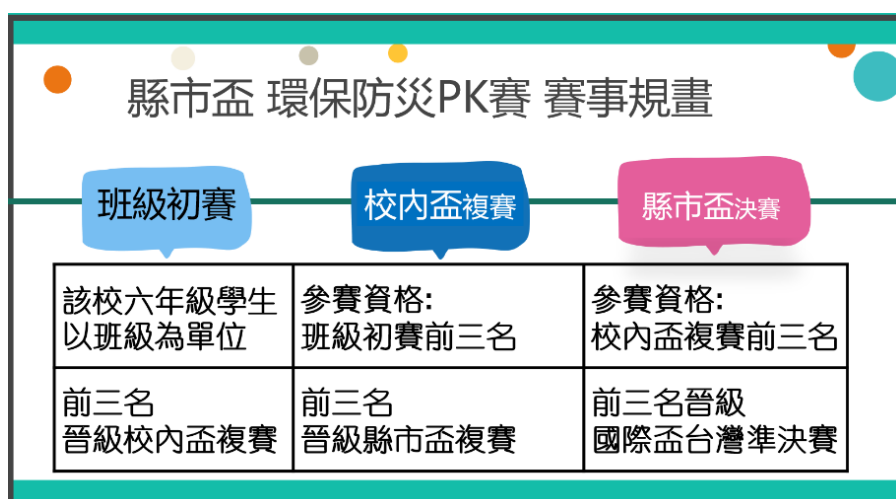 縣市盃 環保防災PK賽 賽事規畫
班級初賽
校內盃複賽
縣市盃決賽
該校六年級學生
以班級為單位
參賽資格:
班級初賽前三名
參賽資格:
校內盃複賽前三名
前三名
晉級校內盃複賽
前三名
晉級縣市盃複賽
前三名晉級
國際盃台灣準決賽